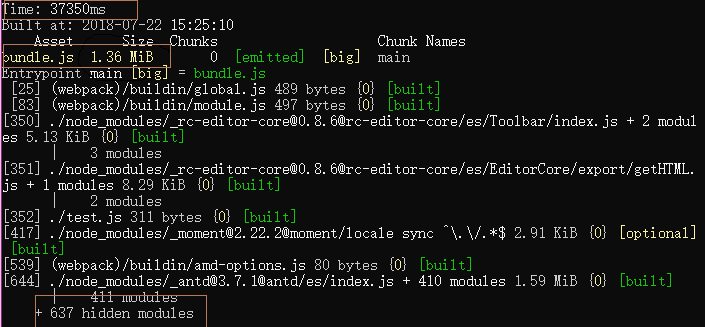 Time: 37350ms
Built at: 2018-07-22 15:25:10
Asset Size Chunks Chunk Names
bundle.js 1.36 MiB 0 [emitted] [big] main
Entrypoint main [big] = bundle.js
[25] (webpack)/buildin/global.js 489 bytes {0} [built]
[83] (webpack)/buildin/module.js 497 bytes {0} [built]
[350] ./node_modules/_rc-editor-core@0.8.6@rc-editor-core/es/Toolbar/index.js + 2 modul
es 5.13 KiB {0} [built]
| 3 modules
[351] ./node_modules/_rc-editor-core@0.8.6@rc-editor-core/es/EditorCore/export/getHTML.
js + 1 modules 8.29 KiB {0} [built]
| 2 modules
[352] ./test.js 311 bytes {0} [built]
[417] ./node_modules/_moment@2.22.2@moment/locale sync ^\.\/.*$ 2.91 KiB {0} [optional]
[built]
[539] (webpack)/buildin/amd-options.js 80 bytes {0} [built]
[644] ./node_modules/_antd@3.7.1@antd/es/index.js + 410 modules 1.59 MiB {0} [built]
| 411 modules
+ 637 hidden modules